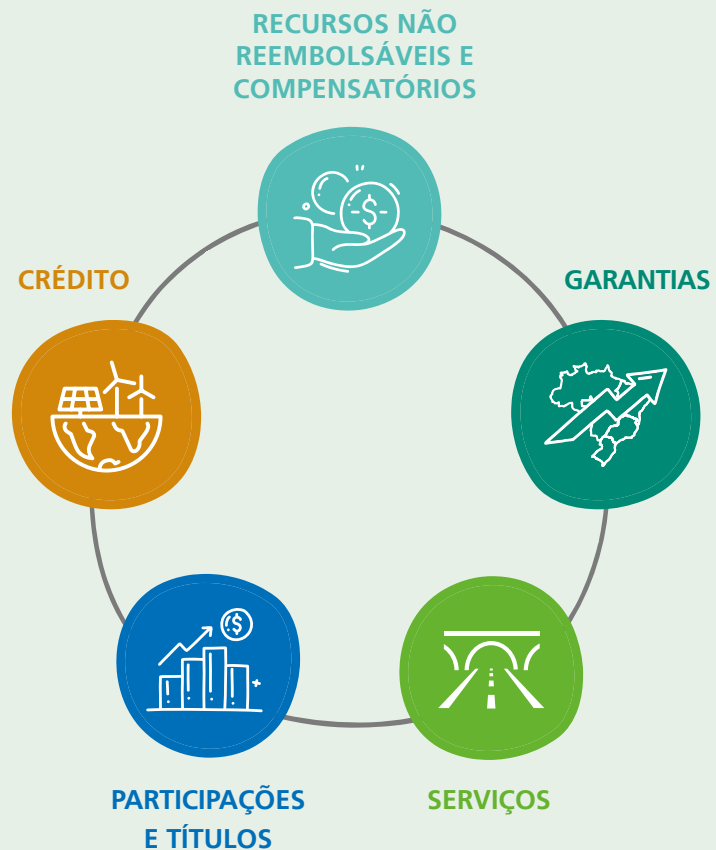 RECURSOS NÃO
REEMBOLSÁVEIS E
COMPENSATÓRIOS
CRÉDITO
GARANTIAS
$
$
PARTICIPAÇÕES
E TÍTULOS
SERVIÇOS